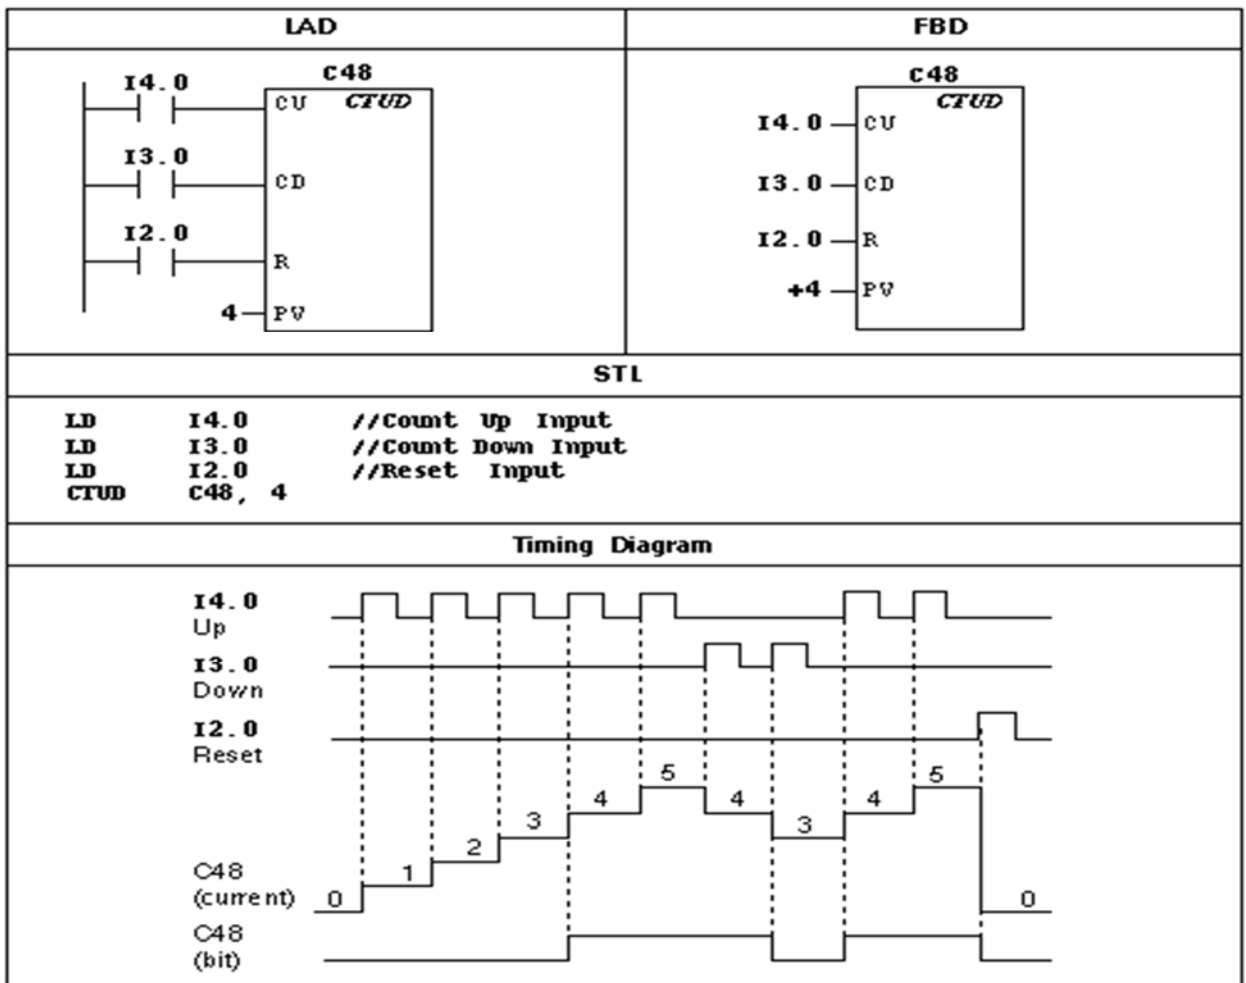 LAD
FBD
C48
I4.0
CU CTUD
I3.0
CD
I2.0
R
4 PV
C48
CTUD
I4.0 CU
I3.0 CD
I2.0 R
+4 PV
STL
LD I4.0 //Count Up Input
LD I3.0 //Count Down Input
LD I2.0 //Reset Input
CTUD C48, 4
Timing Diagram
I4.0
Up
I3.0
Down
I2.0
Reset
0 1 2 3 4 5 4 3 4 5 0
C48
(current)
C48
(bit)